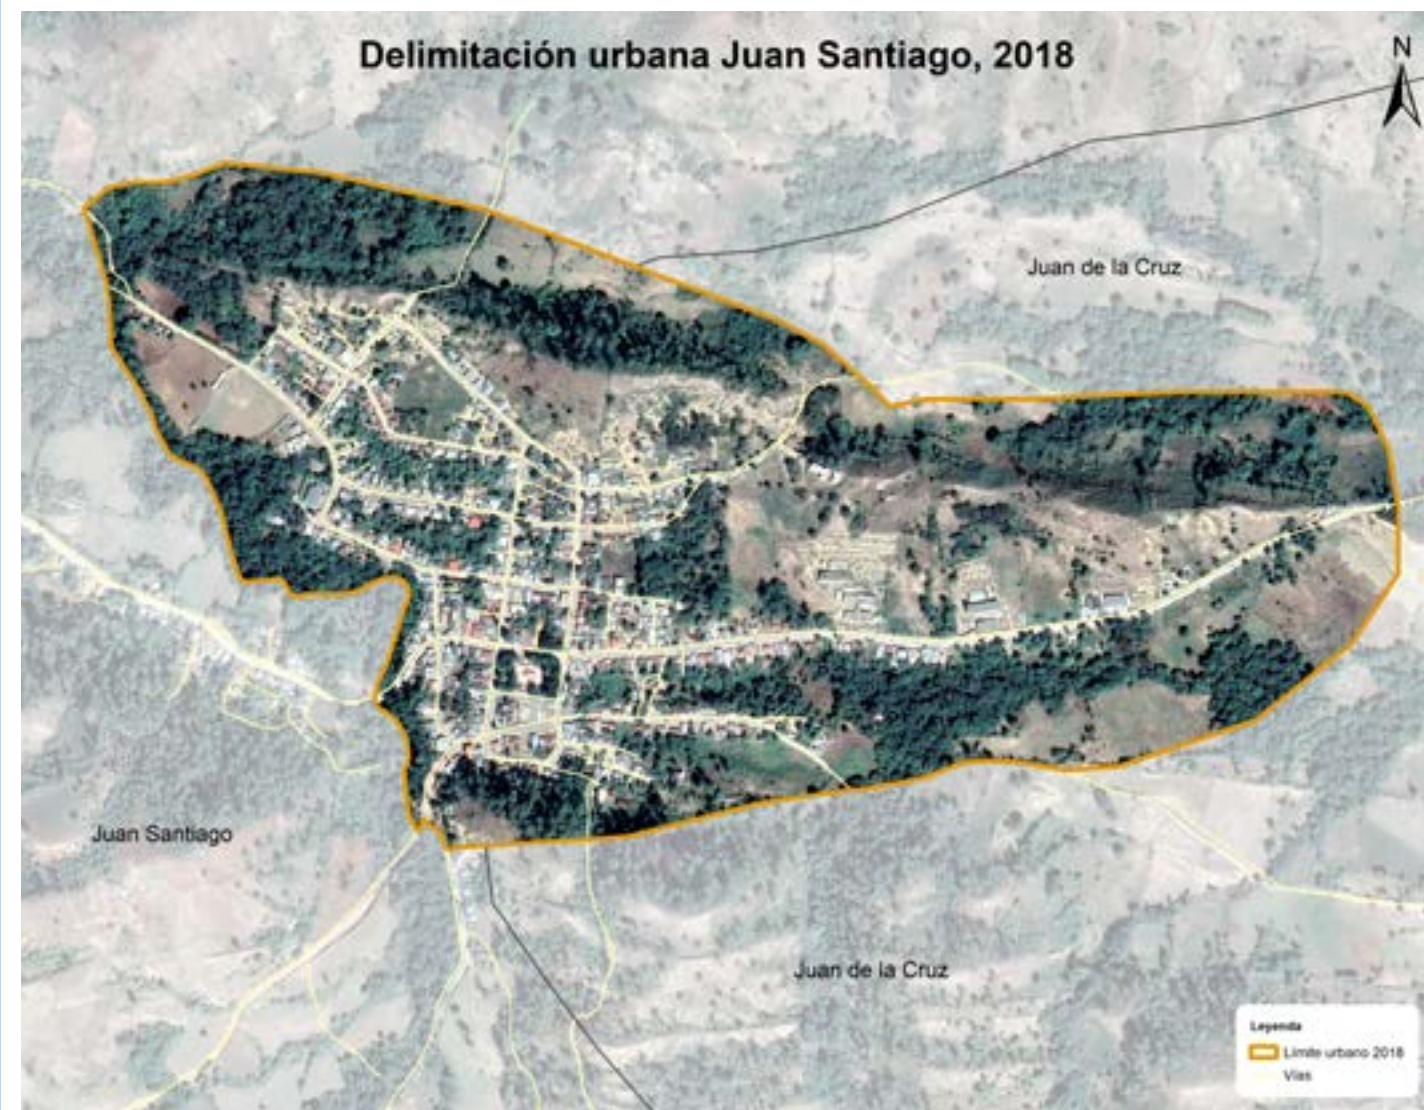 Delimitación urbana Juan Santiago, 2018
N
Juan de la Cruz
Juan Santiago
Juan de la Cruz
Leyenda
Límite urbano 2018
Vías